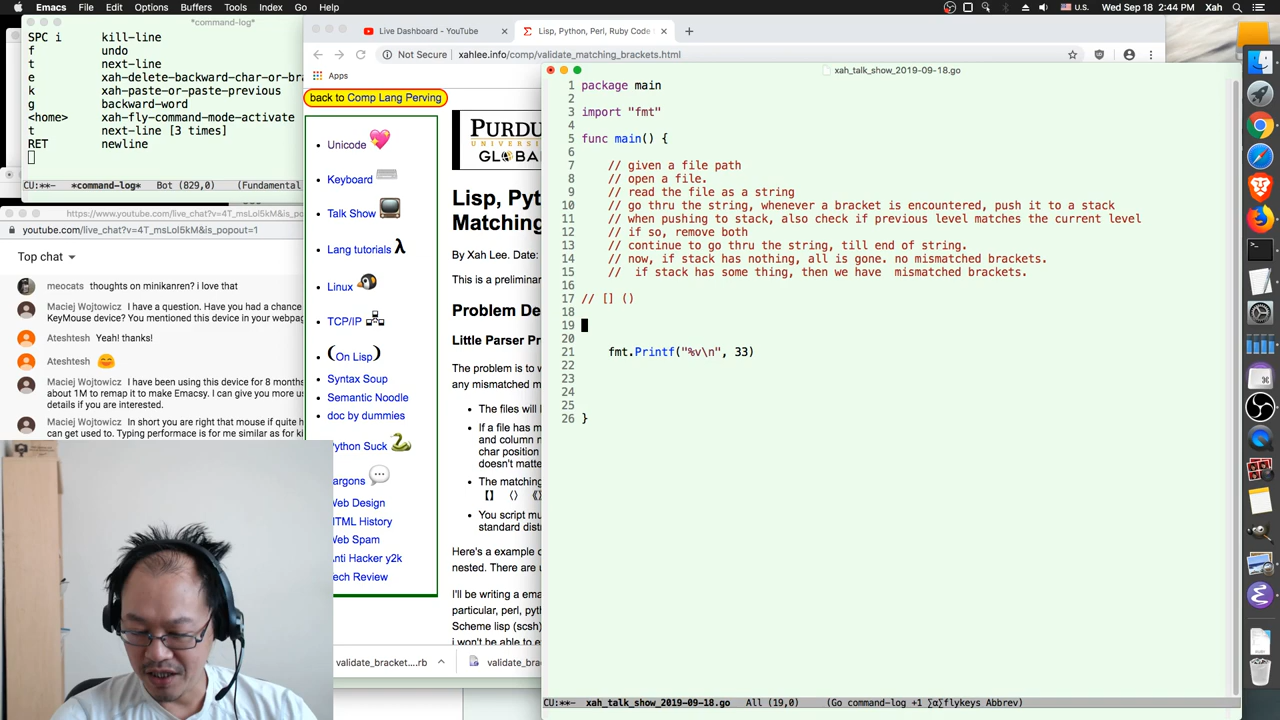 Emacs File Edit Options Buffers Tools Index Go Help U.S. Wed Sep 18 2:44 PM Xah
*command-log*
SPC i kill-line
f undo
t next-line
e xah-delete-backward-char-or-bra
k xah-paste-or-paste-previous
g backward-word
<home> xah-fly-command-mode-activate
t next-line [3 times]
RET newline
CU:**- *command-log* Bot (829,0) (Fundamental
https://www.youtube.com/live_chat?v=4T_msLoI5kM&is_po
youtube.com/live_chat?v=4T_msLoI5kM&is_popout=1
Top chat
meocats thoughts on minikanren? i love that
Maciej Wojtowicz I have a question. Have you had a chance
KeyMouse device? You mentioned this device in your webpag
Ateshtesh Yeah! thanks!
Ateshtesh
Maciej Wojtowicz I have been using this device for 8 months
about 1M to remap it to make Emacsy. I can give you more us
details if you are interested.
Maciej Wojtowicz In short you are right that mouse if quite h
can get used to. Typing performace is for me similar as for ki
Live Dashboard - YouTube
Lisp, Python, Perl, Ruby Code
Not Secure xahlee.info/comp/validate_matching_brackets.html
Apps
back to Comp Lang Perving
Unicode
Keyboard
Talk Show
Lang tutorials
Linux
TCP/IP
(On Lisp)
Syntax Soup
Semantic Noodle
doc by dummies
Python Suck
Jargons
Web Design
HTML History
Web Spam
Anti Hacker y2k
Tech Review
PURDU
UNIVERSI
GLOBA
Lisp, Pyt
Matching
By Xah Lee. Date:
This is a preliminar
Problem De
Little Parser Pr
The problem is to w
any mismatched m
The files will
If a file has m
and column n
char position
doesn't matte
The matching
【】 〈〉 《
You script mu
standard distr
Here's a example o
nested. There are u
I'll be writing a ema
particular, perl, pyth
Scheme lisp (scsh)
i won't be able to e
validate_bracket....rb
validate_bra
xah_talk_show_2019-09-18.go
1 package main
2
3 import "fmt"
4
5 func main() {
6
7 // given a file path
8 // open a file.
9 // read the file as a string
10 // go thru the string, whenever a bracket is encountered, push it to a stack
11 // when pushing to stack, also check if previous level matches the current level
12 // if so, remove both
13 // continue to go thru the string, till end of string.
14 // now, if stack has nothing, all is gone. no mismatched brackets.
15 //  if stack has some thing, then we have  mismatched brackets.
16
17 // [] ()
18
19
20
21 fmt.Printf("%v\n", 33)
22
23
24
25
26 }
CU:**- xah_talk_show_2019-09-18.go All (19,0) (Go command-log +1 ∑α∑flykeys Abbrev)